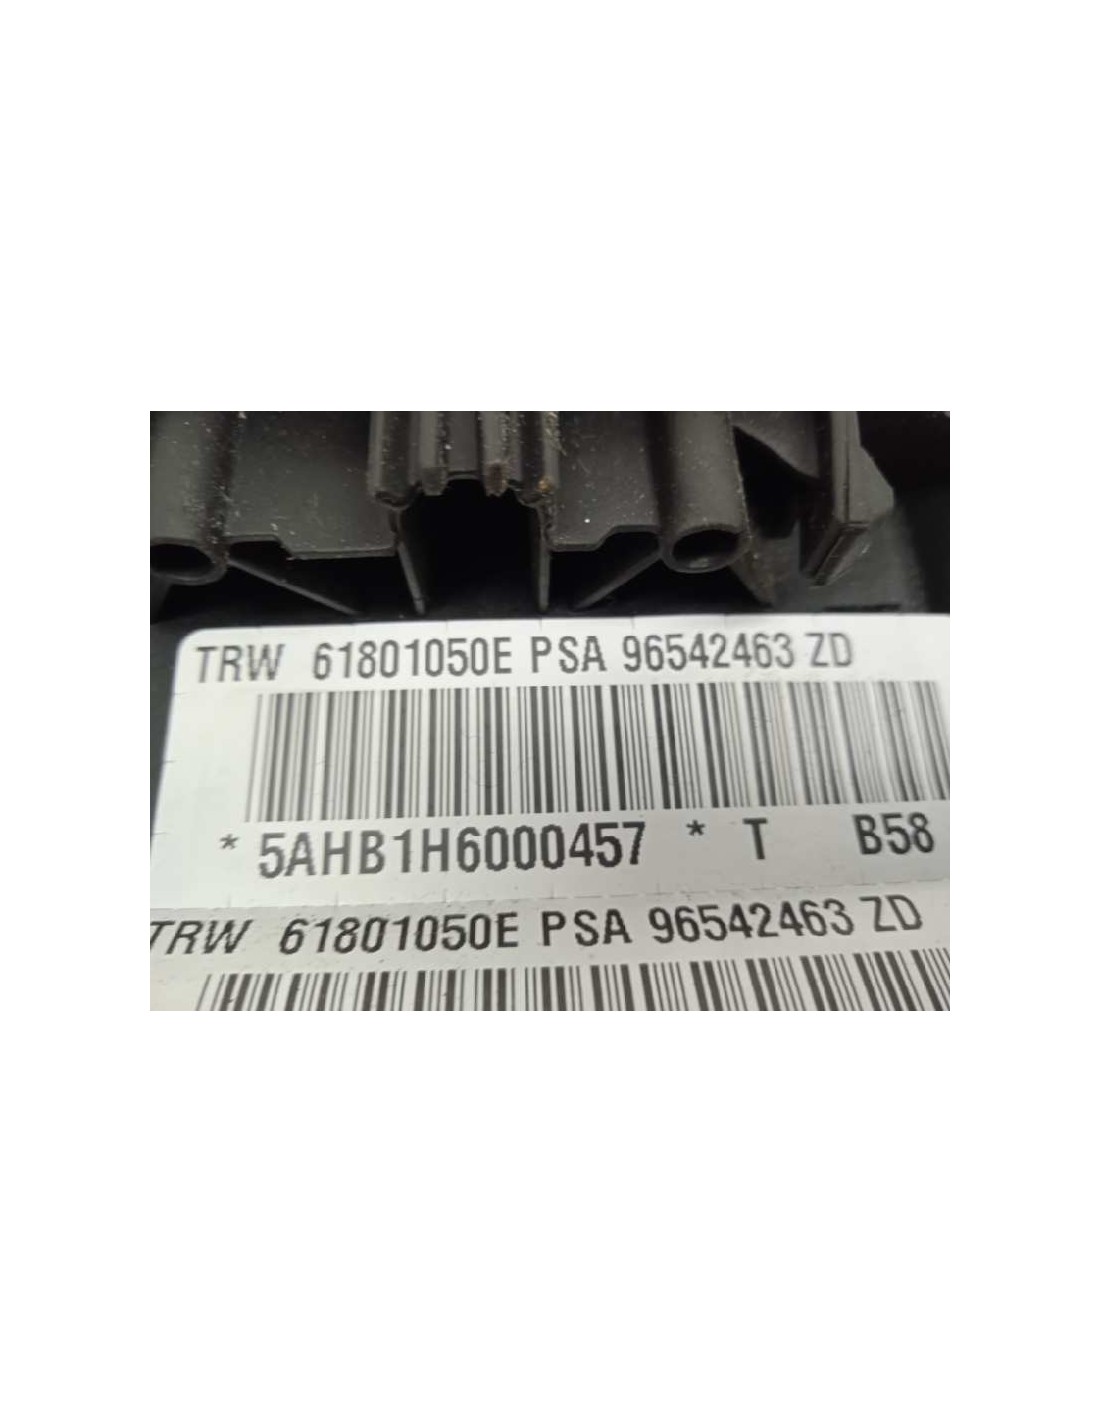 TRW 61801050E PSA 96542463 ZD
* 5AHB1H6000457 * T B58
TRW 61801050E PSA 96542463 ZD